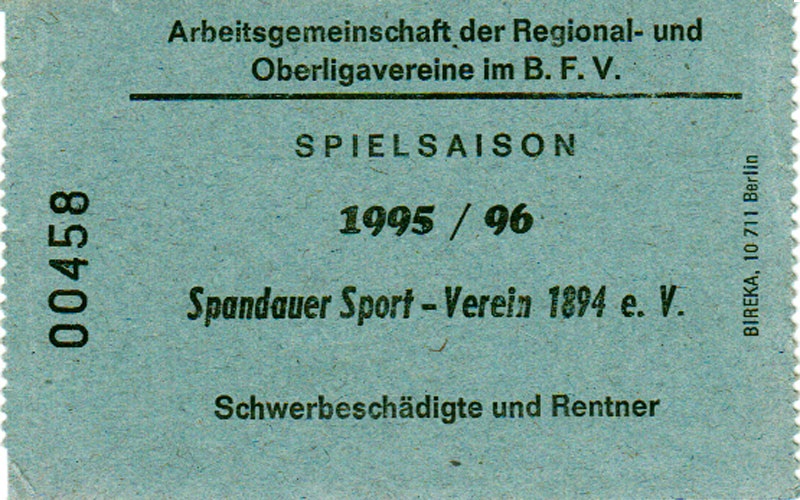 Arbeitsgemeinschaft der Regional- und
Oberligavereine im B. F. V.
SPIELSAISON
1995 / 96
Spandauer Sport - Verein 1894 e. V.
Schwerbeschädigte und Rentner
00458
BIREKA, 10 711 Berlin